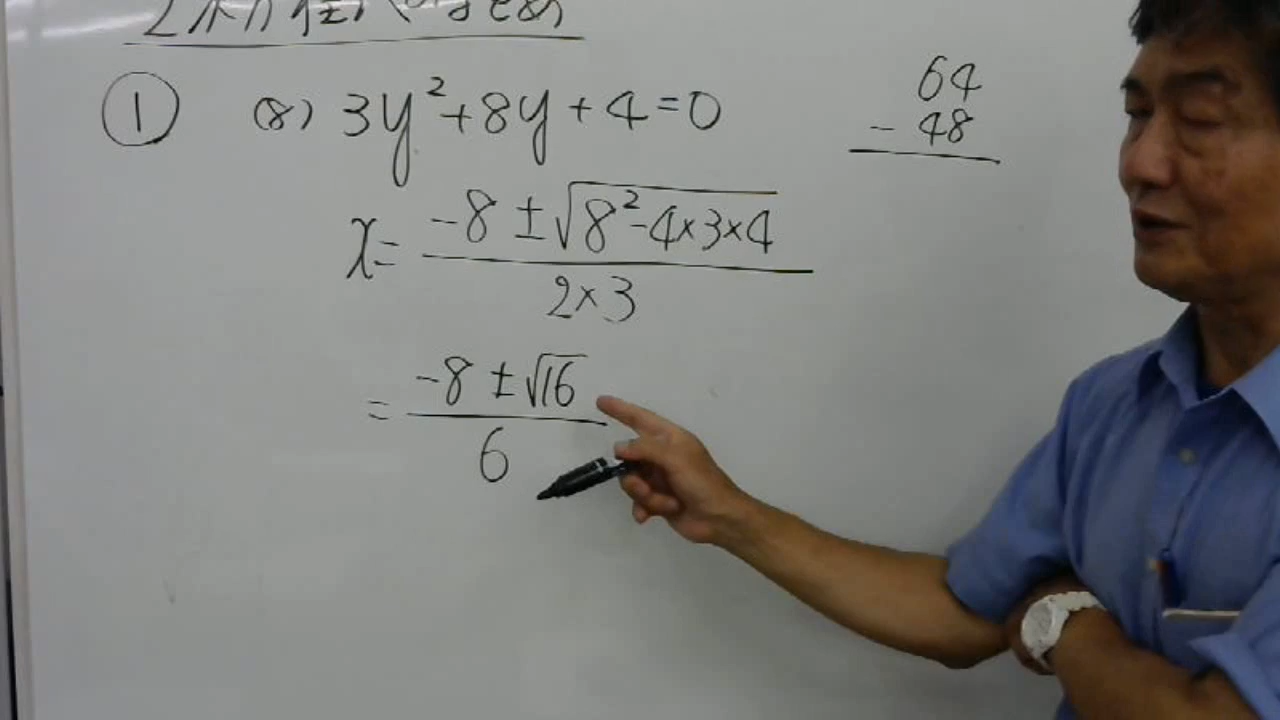 ① (8) 3y²+8y+4=0
64
- 48
x= -8 ± √8²-4×3×4 / 2×3
= -8 ± √16 / 6